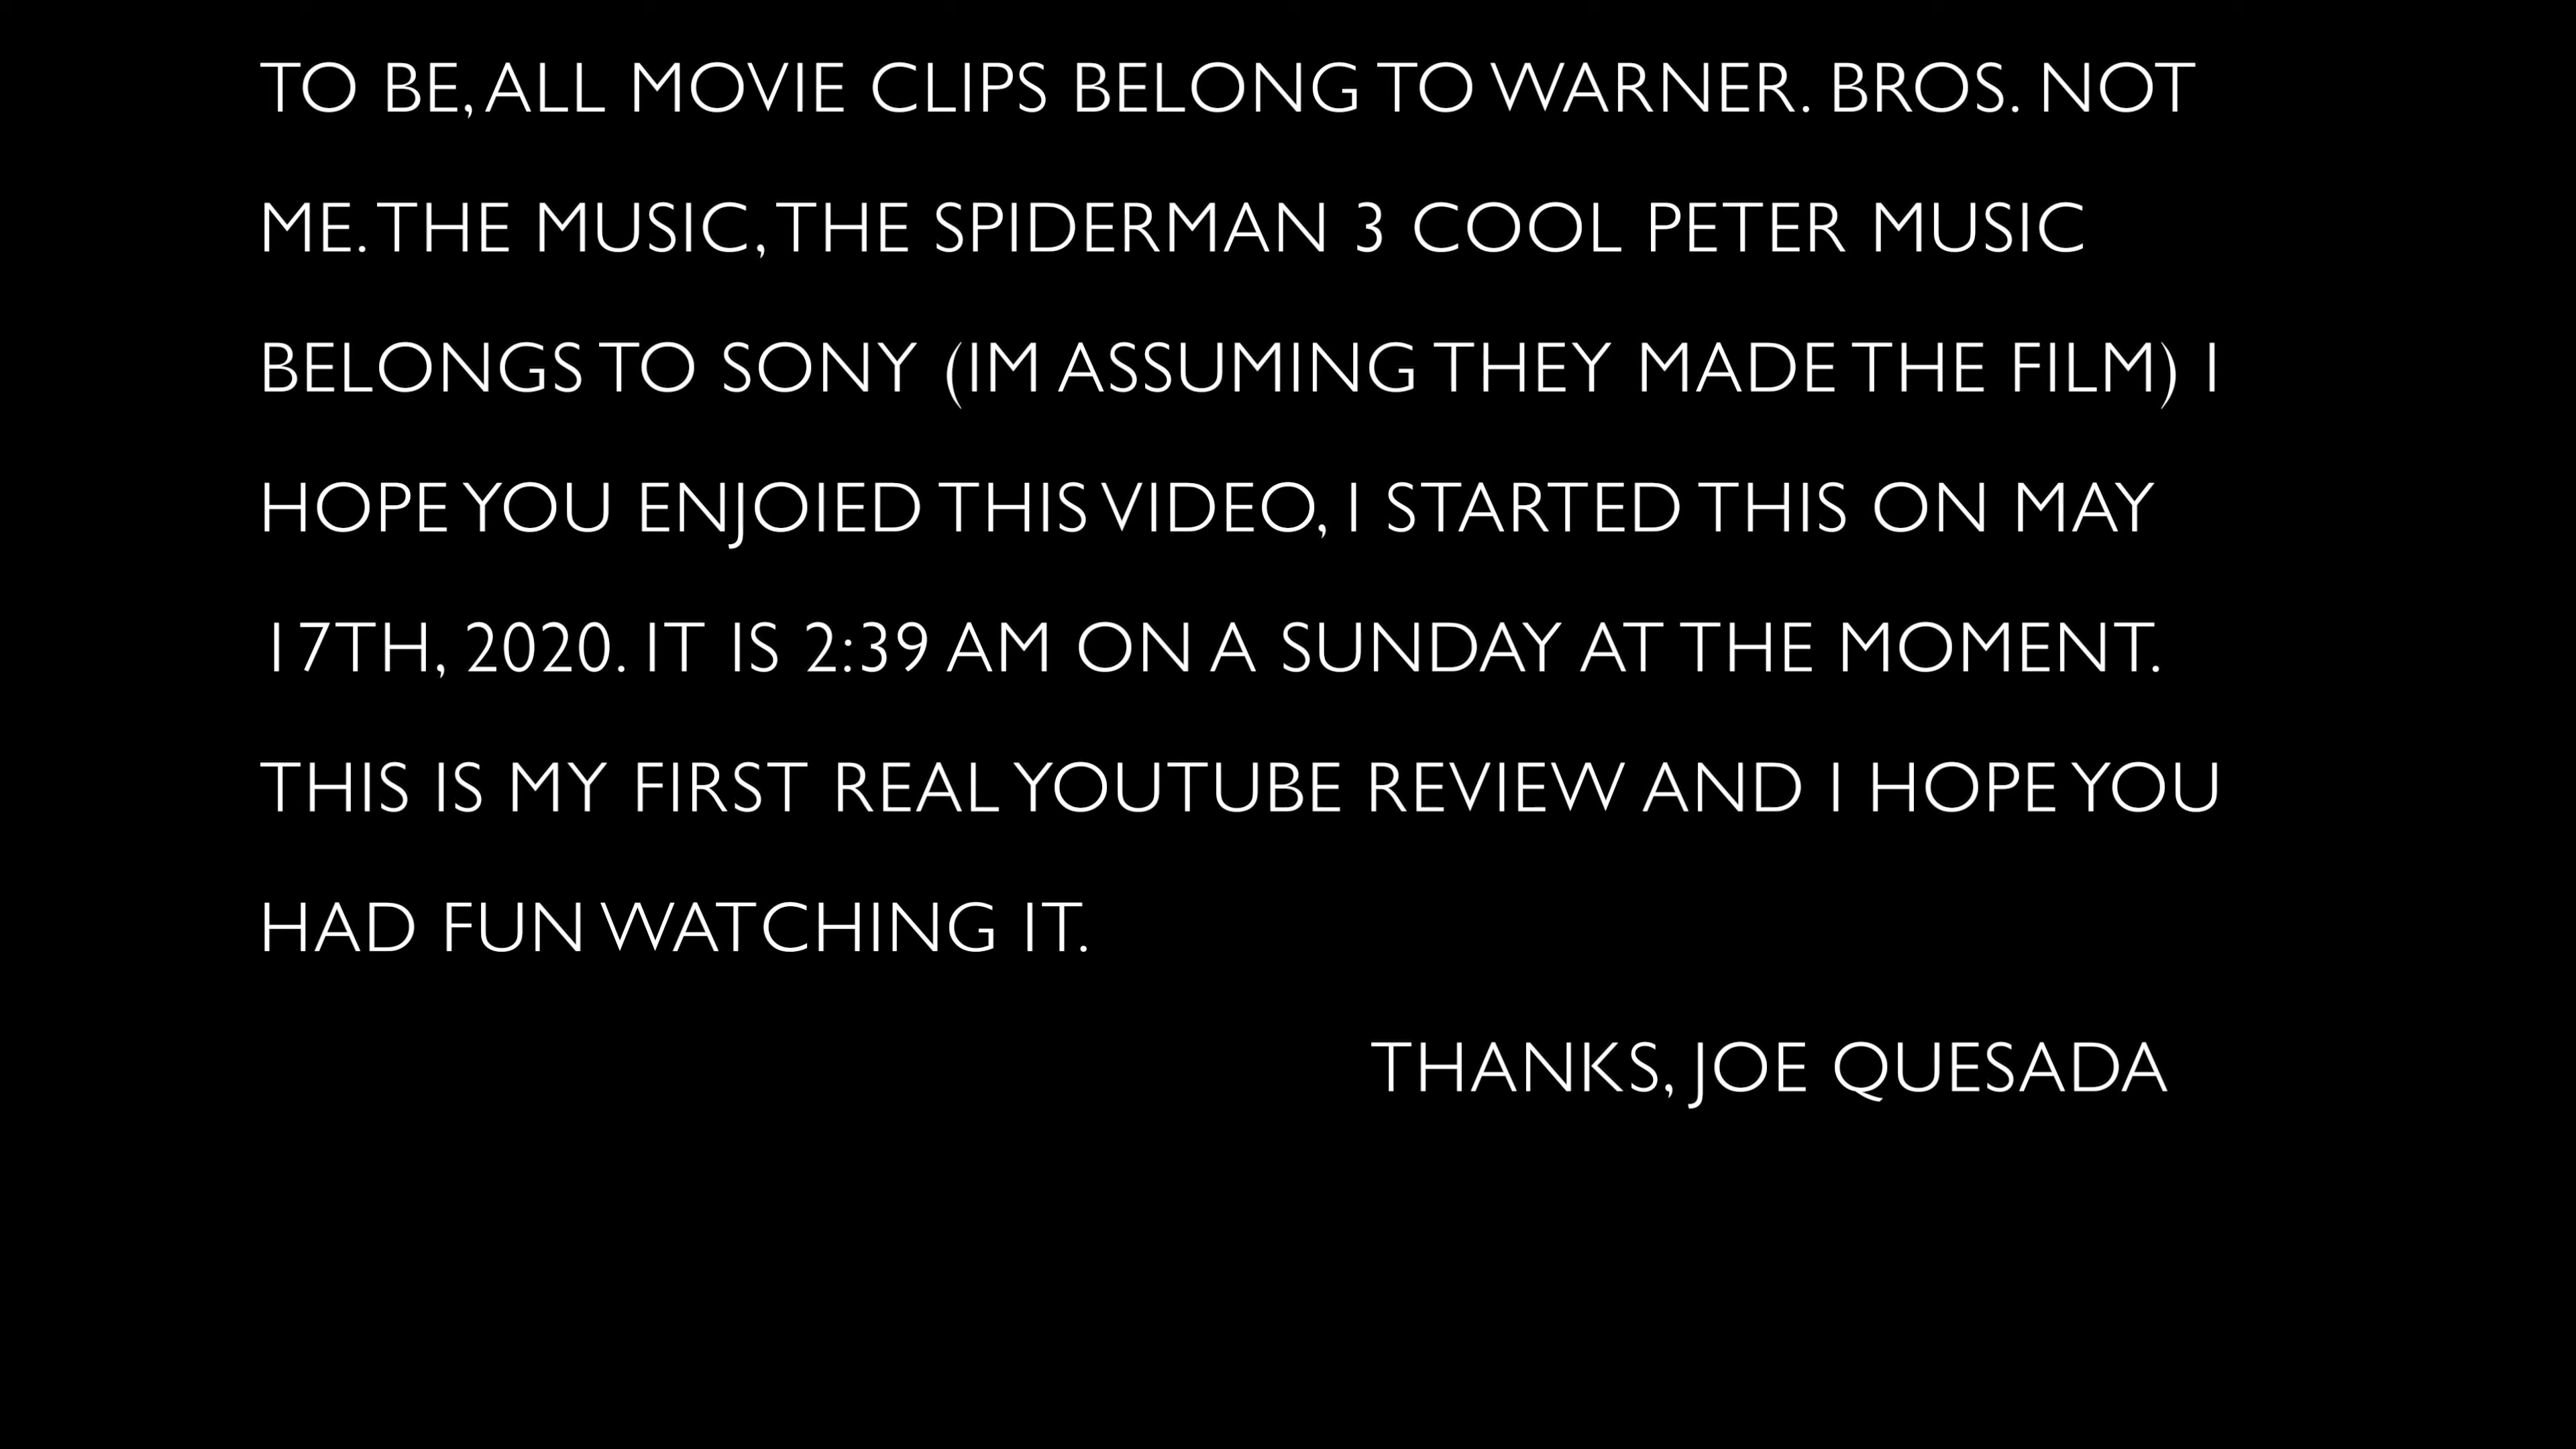 TO BE, ALL MOVIE CLIPS BELONG TO WARNER. BROS. NOT
ME. THE MUSIC, THE SPIDERMAN 3 COOL PETER MUSIC
BELONGS TO SONY (IM ASSUMING THEY MADE THE FILM) I
HOPE YOU ENJOIED THIS VIDEO, I STARTED THIS ON MAY
17TH, 2020. IT IS 2:39 AM ON A SUNDAY AT THE MOMENT.
THIS IS MY FIRST REAL YOUTUBE REVIEW AND I HOPE YOU
HAD FUN WATCHING IT.
THANKS, JOE QUESADA